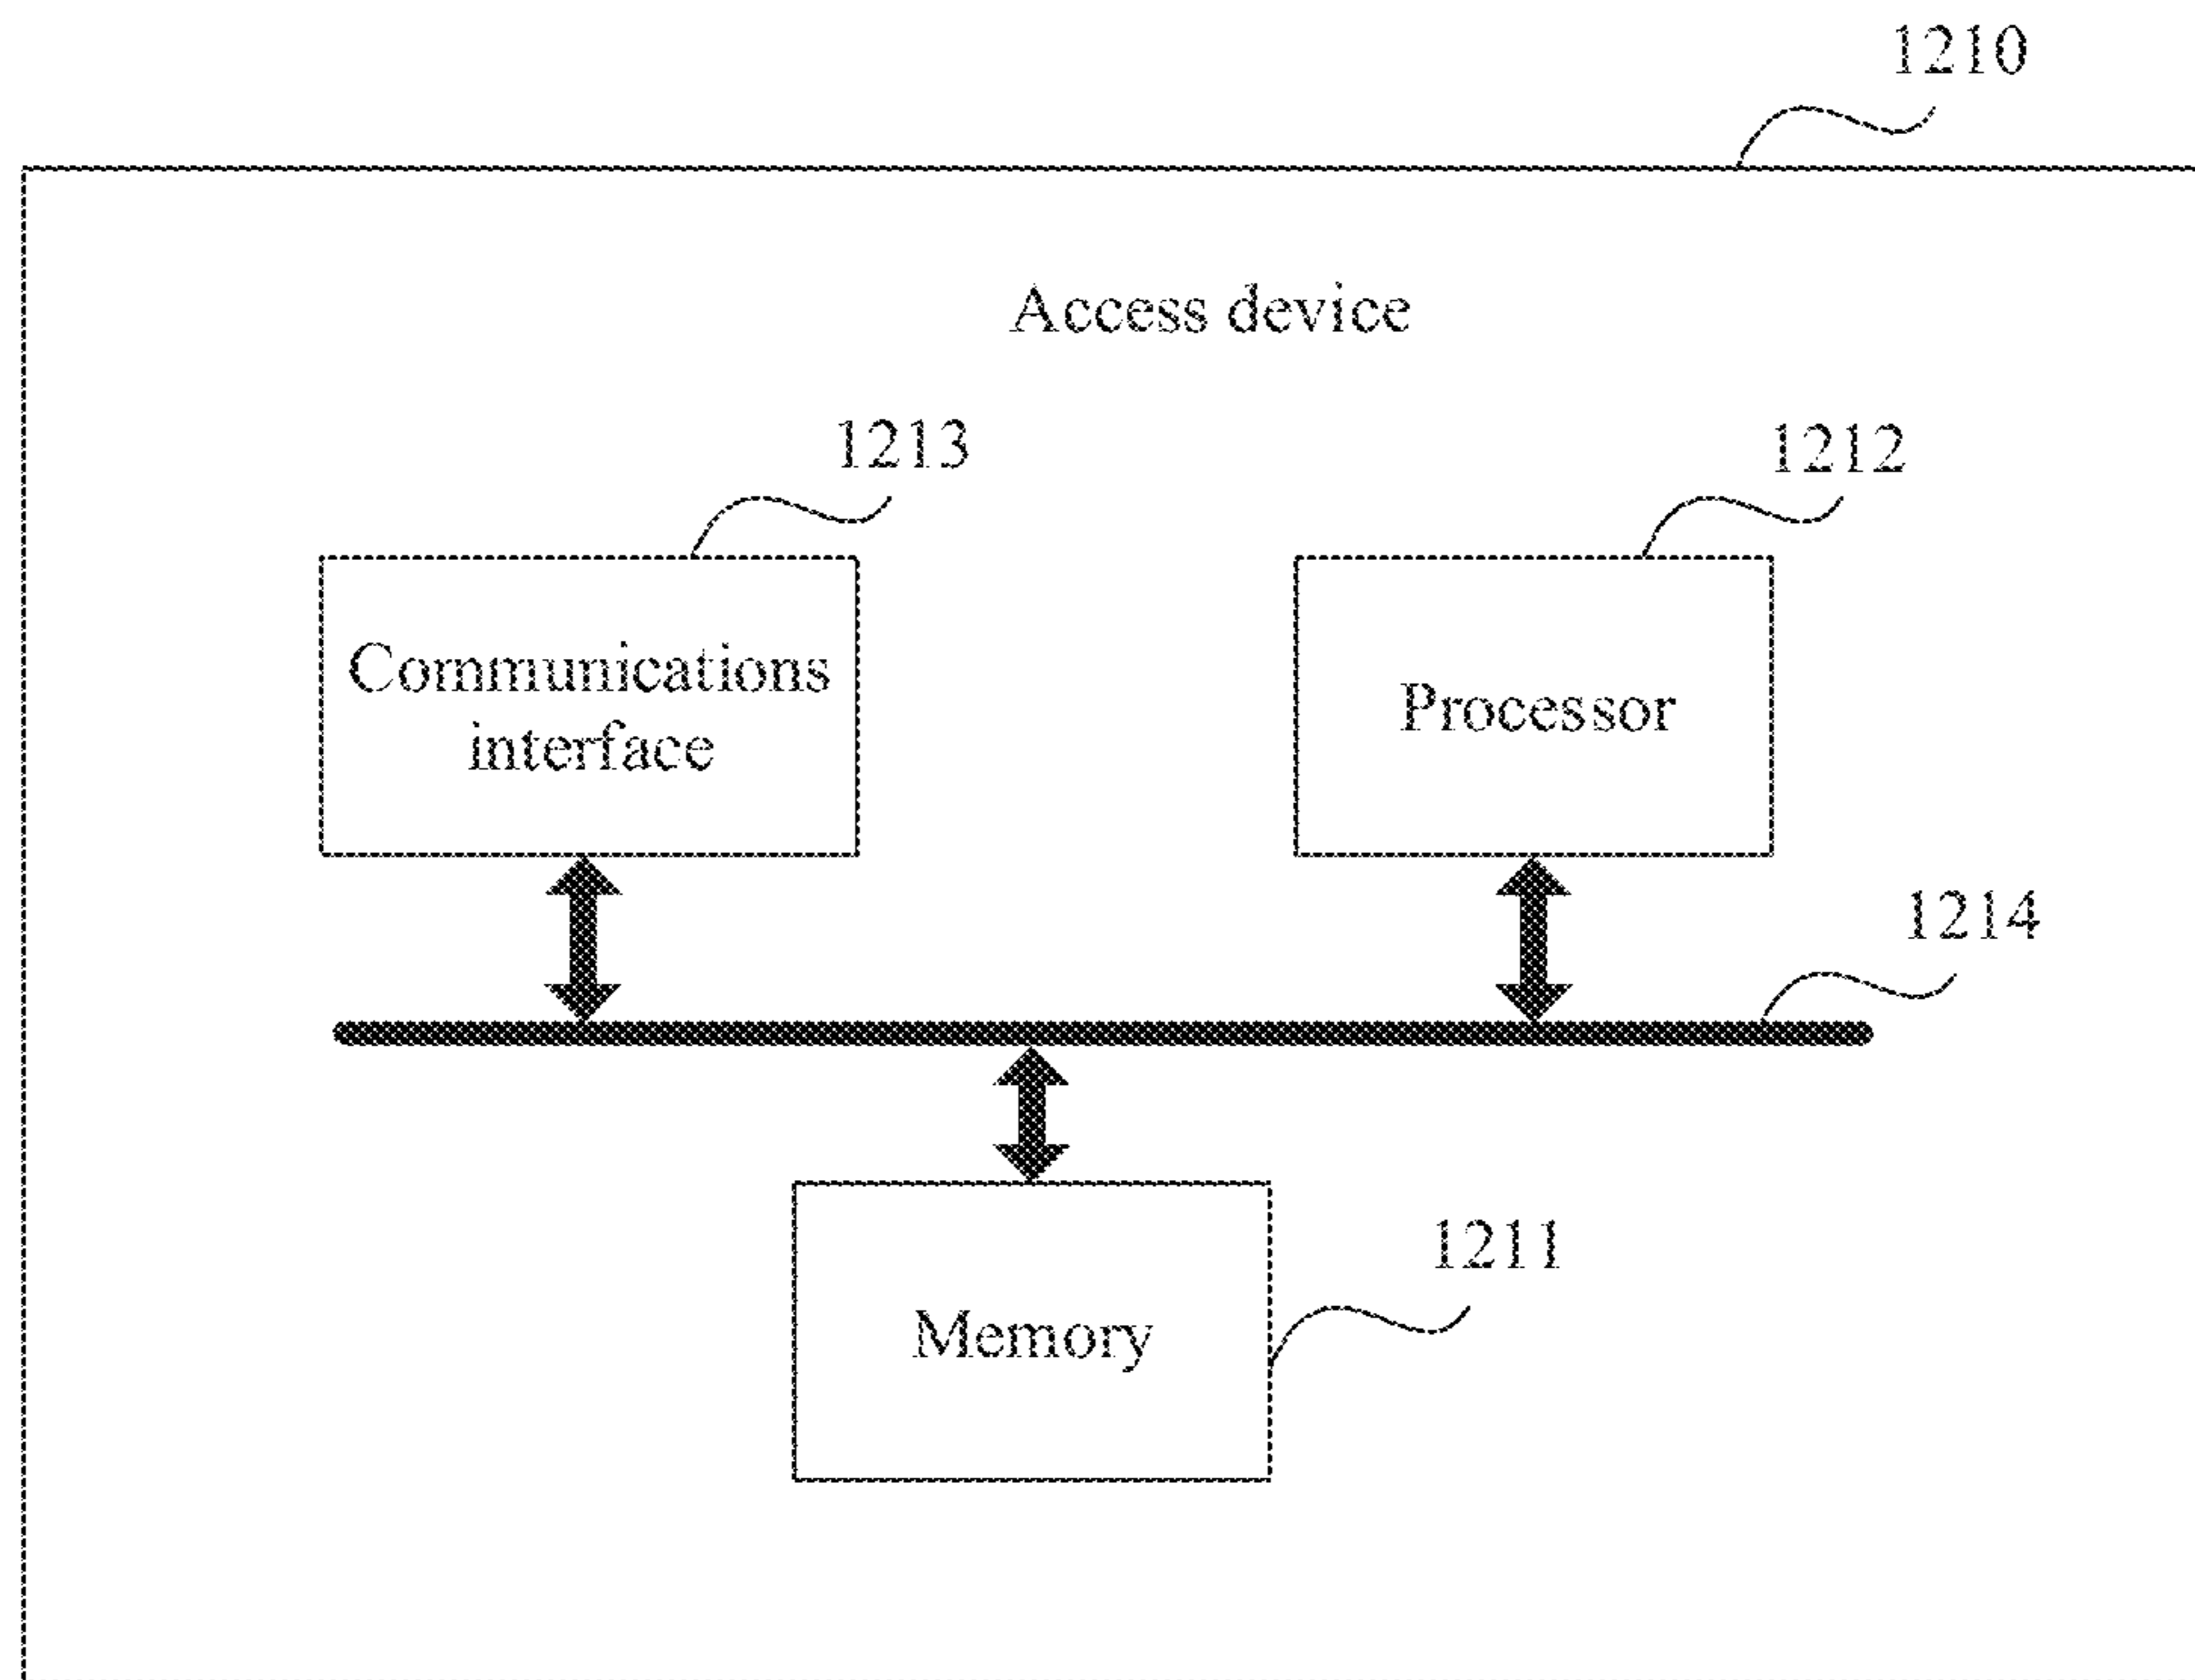 1210
Access device
1213
1212
Communications
interface
Processor
1214
1211
Memory